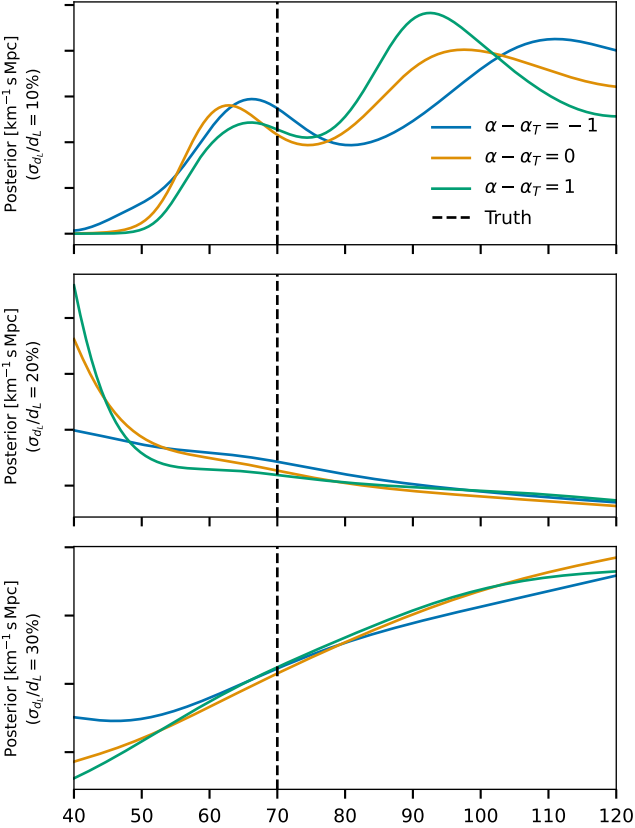 Posterior [km⁻¹ s Mpc]
(σ_{d_L}/d_L = 10%)
α − α_T = −1
α − α_T = 0
α − α_T = 1
Truth
Posterior [km⁻¹ s Mpc]
(σ_{d_L}/d_L = 20%)
Posterior [km⁻¹ s Mpc]
(σ_{d_L}/d_L = 30%)
40 50 60 70 80 90 100 110 120